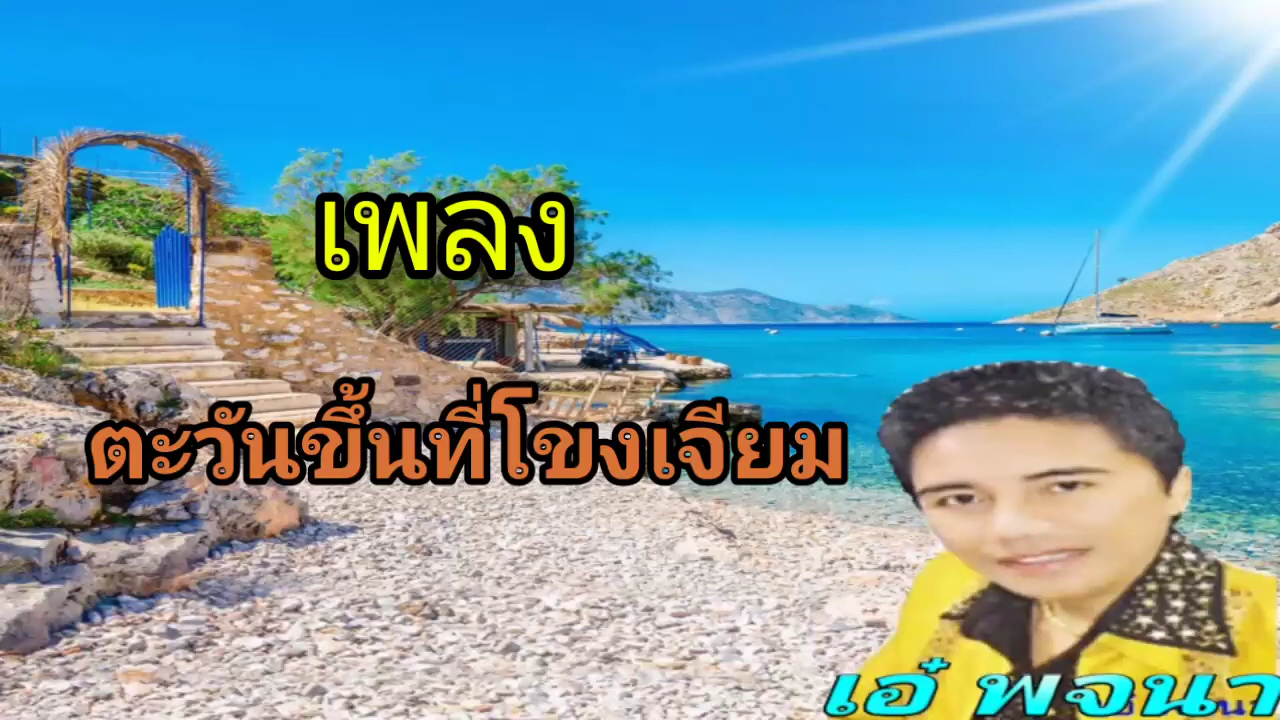 เพลง
ตะวันขึ้นที่โขงเจียม
เอ๋ พจนา